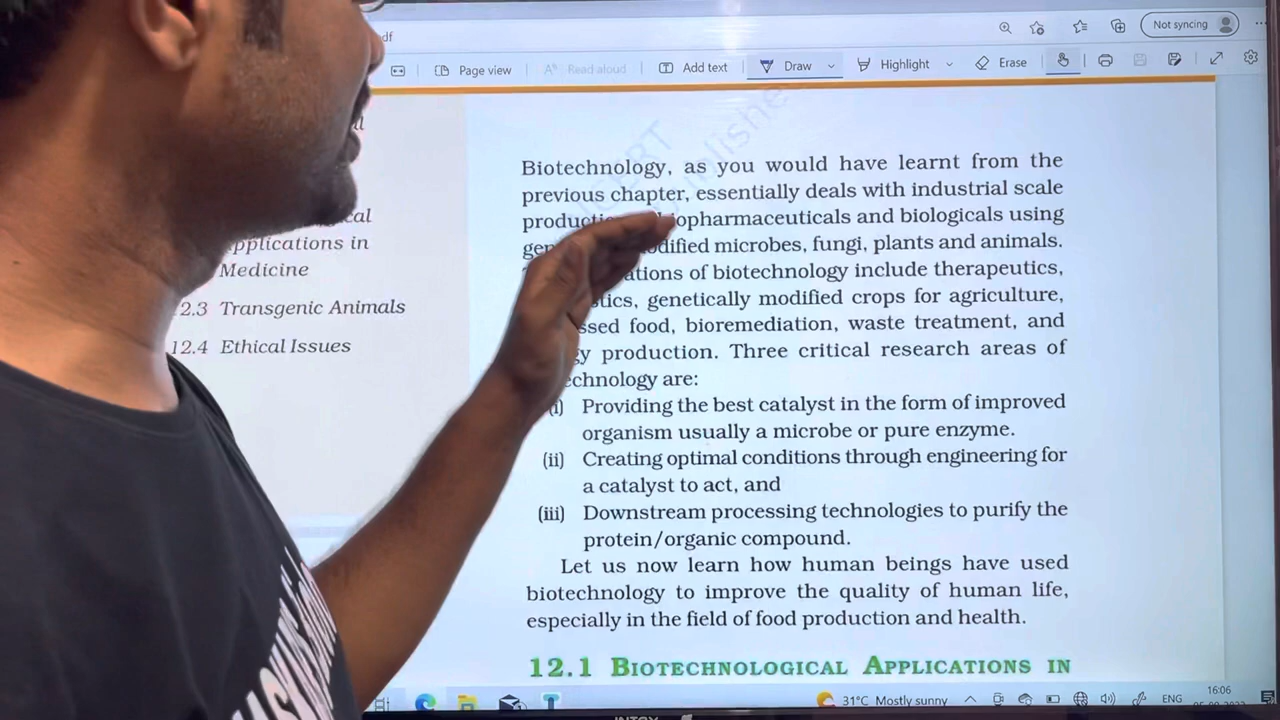 df
Not syncing
Page view
Read aloud
Add text
Draw
Highlight
Erase
Applications in
Medicine
12.3 Transgenic Animals
12.4 Ethical Issues
Biotechnology, as you would have learnt from the
previous chapter, essentially deals with industrial scale
biopharmaceuticals and biologicals using
modified microbes, fungi, plants and animals.
of biotechnology include therapeutics,
genetically modified crops for agriculture,
food, bioremediation, waste treatment, and
production. Three critical research areas of
are:
(i) Providing the best catalyst in the form of improved
organism usually a microbe or pure enzyme.
(ii) Creating optimal conditions through engineering for
a catalyst to act, and
(iii) Downstream processing technologies to purify the
protein/organic compound.
Let us now learn how human beings have used
biotechnology to improve the quality of human life,
especially in the field of food production and health.
12.1 BIOTECHNOLOGICAL APPLICATIONS IN
31°C Mostly sunny
ENG
16:06